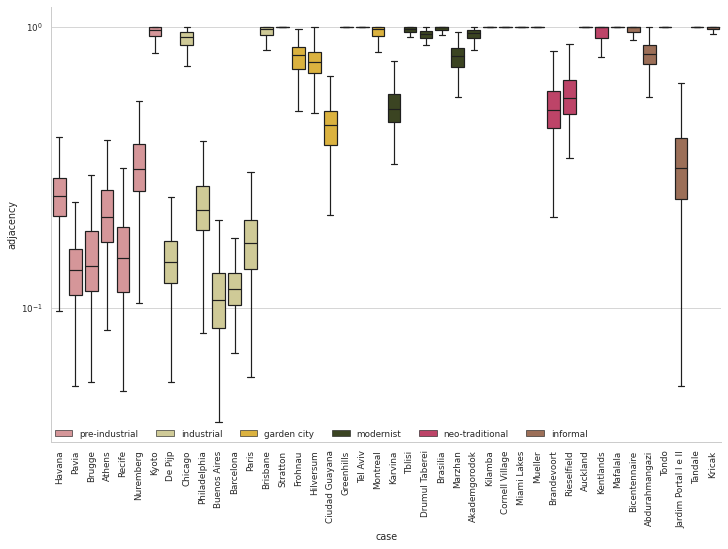 10⁰
adjacency
10⁻¹
pre-industrial industrial garden city modernist neo-traditional informal
Havana
Pavia
Brugge
Athens
Recife
Nuremberg
Kyoto
De Pijp
Chicago
Philadelphia
Buenos Aires
Barcelona
Paris
Brisbane
Stratton
Frohnau
Hilversum
Ciudad Guayana
Greenhills
Tel Aviv
Montreal
Karvina
Tblisi
Drumul Taberei
Brasilia
Marzhan
Akademgorodok
Kilamba
Cornell Village
Miami Lakes
Mueller
Brandevoort
Rieselfield
Auckland
Kentlands
Mafalala
Bicentennaire
Abdurahmangazi
Tondo
Jardim Portal I e II
Tandale
Kricak
case